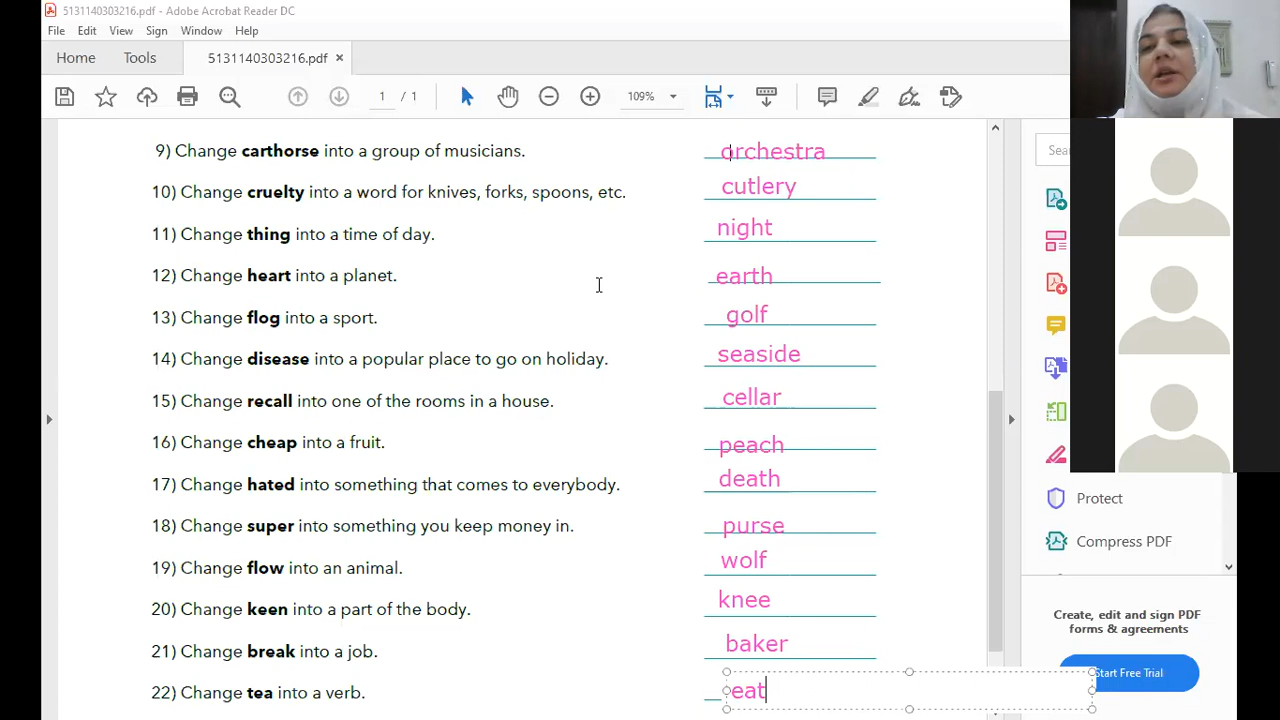 5131140303216.pdf - Adobe Acrobat Reader DC
File Edit View Sign Window Help
Home Tools 5131140303216.pdf ×
1 / 1 109%
9) Change carthorse into a group of musicians. orchestra
10) Change cruelty into a word for knives, forks, spoons, etc. cutlery
11) Change thing into a time of day. night
12) Change heart into a planet. earth
13) Change flog into a sport. golf
14) Change disease into a popular place to go on holiday. seaside
15) Change recall into one of the rooms in a house. cellar
16) Change cheap into a fruit. peach
17) Change hated into something that comes to everybody. death
18) Change super into something you keep money in. purse
19) Change flow into an animal. wolf
20) Change keen into a part of the body. knee
21) Change break into a job. baker
22) Change tea into a verb. eat
Sea
Protect
Compress PDF
Create, edit and sign PDF
forms & agreements
Start Free Trial